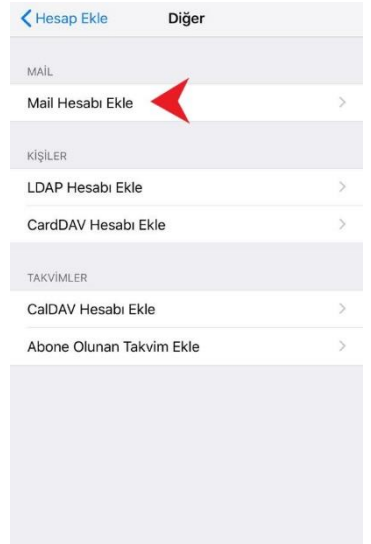 Hesap Ekle Diğer
MAİL
Mail Hesabı Ekle
KİŞİLER
LDAP Hesabı Ekle
CardDAV Hesabı Ekle
TAKVİMLER
CalDAV Hesabı Ekle
Abone Olunan Takvim Ekle